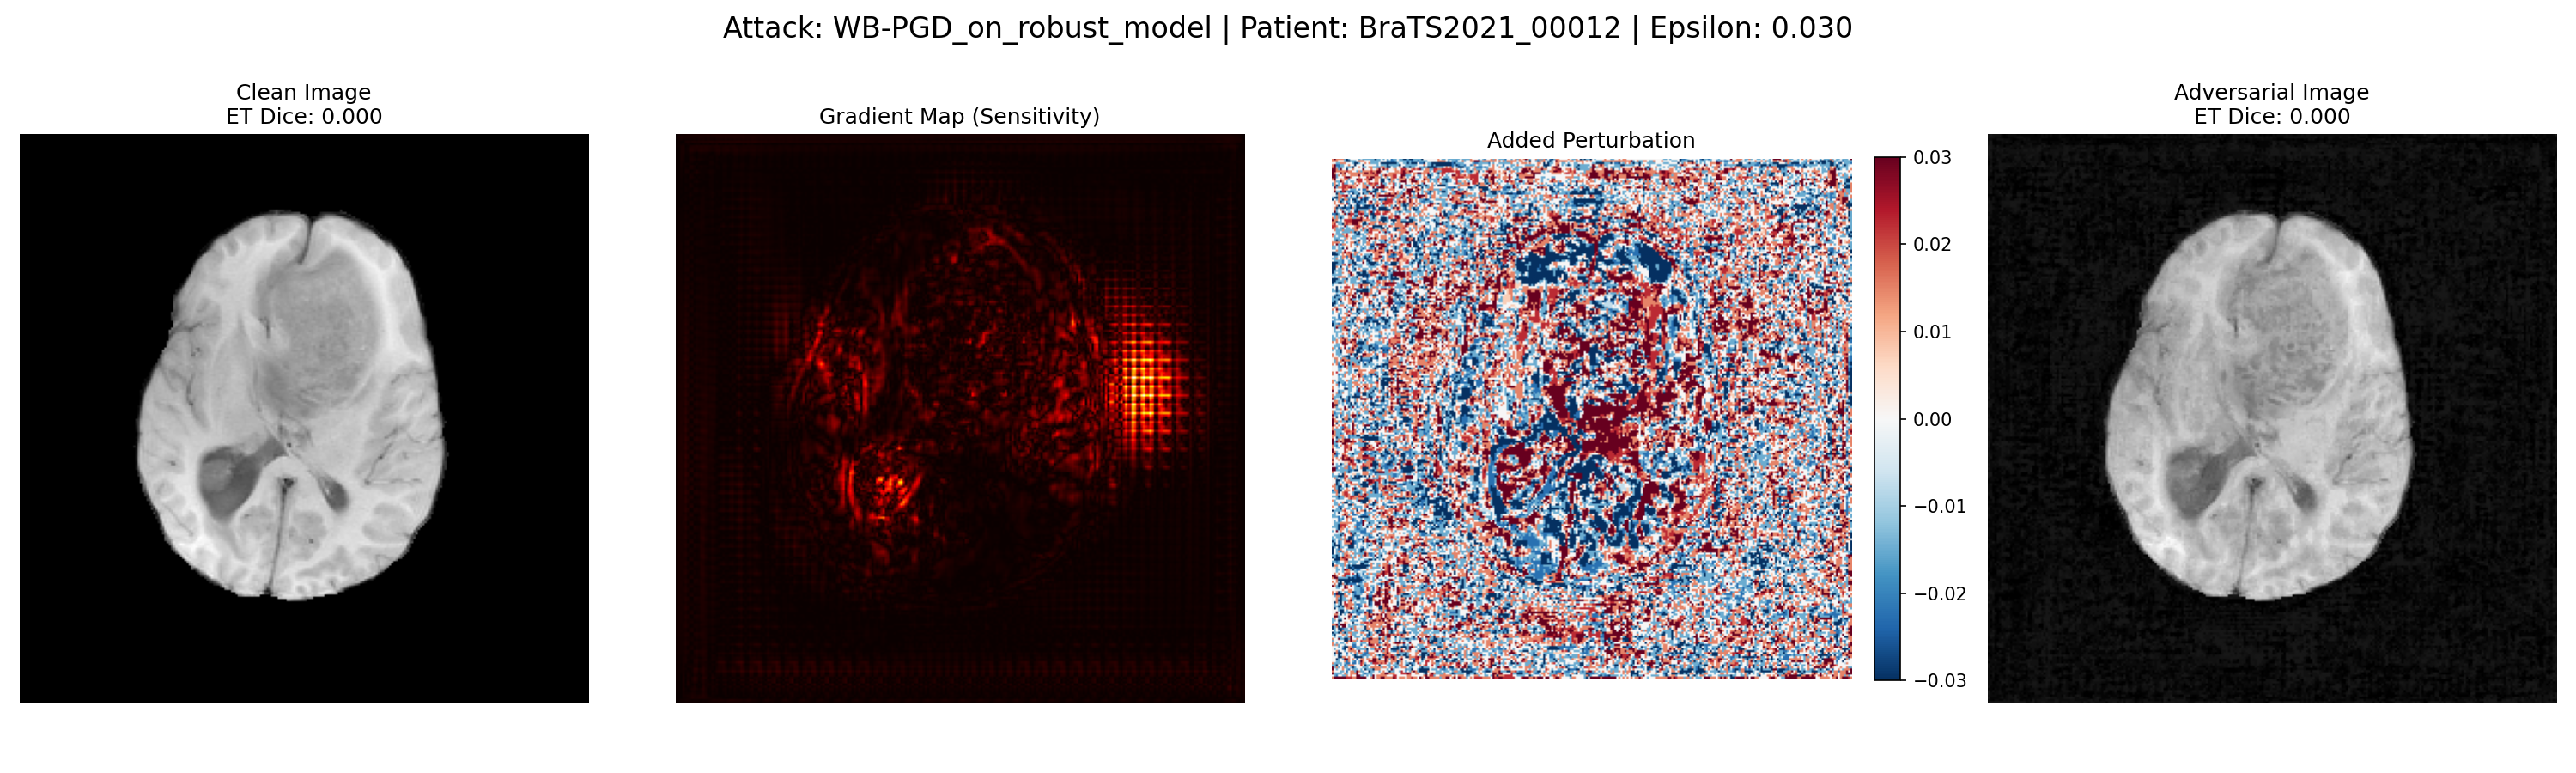 Attack: WB-PGD_on_robust_model | Patient: BraTS2021_00012 | Epsilon: 0.030
Clean Image
ET Dice: 0.000
Gradient Map (Sensitivity)
Added Perturbation
0.03
0.02
0.01
0.00
−0.01
−0.02
−0.03
Adversarial Image
ET Dice: 0.000